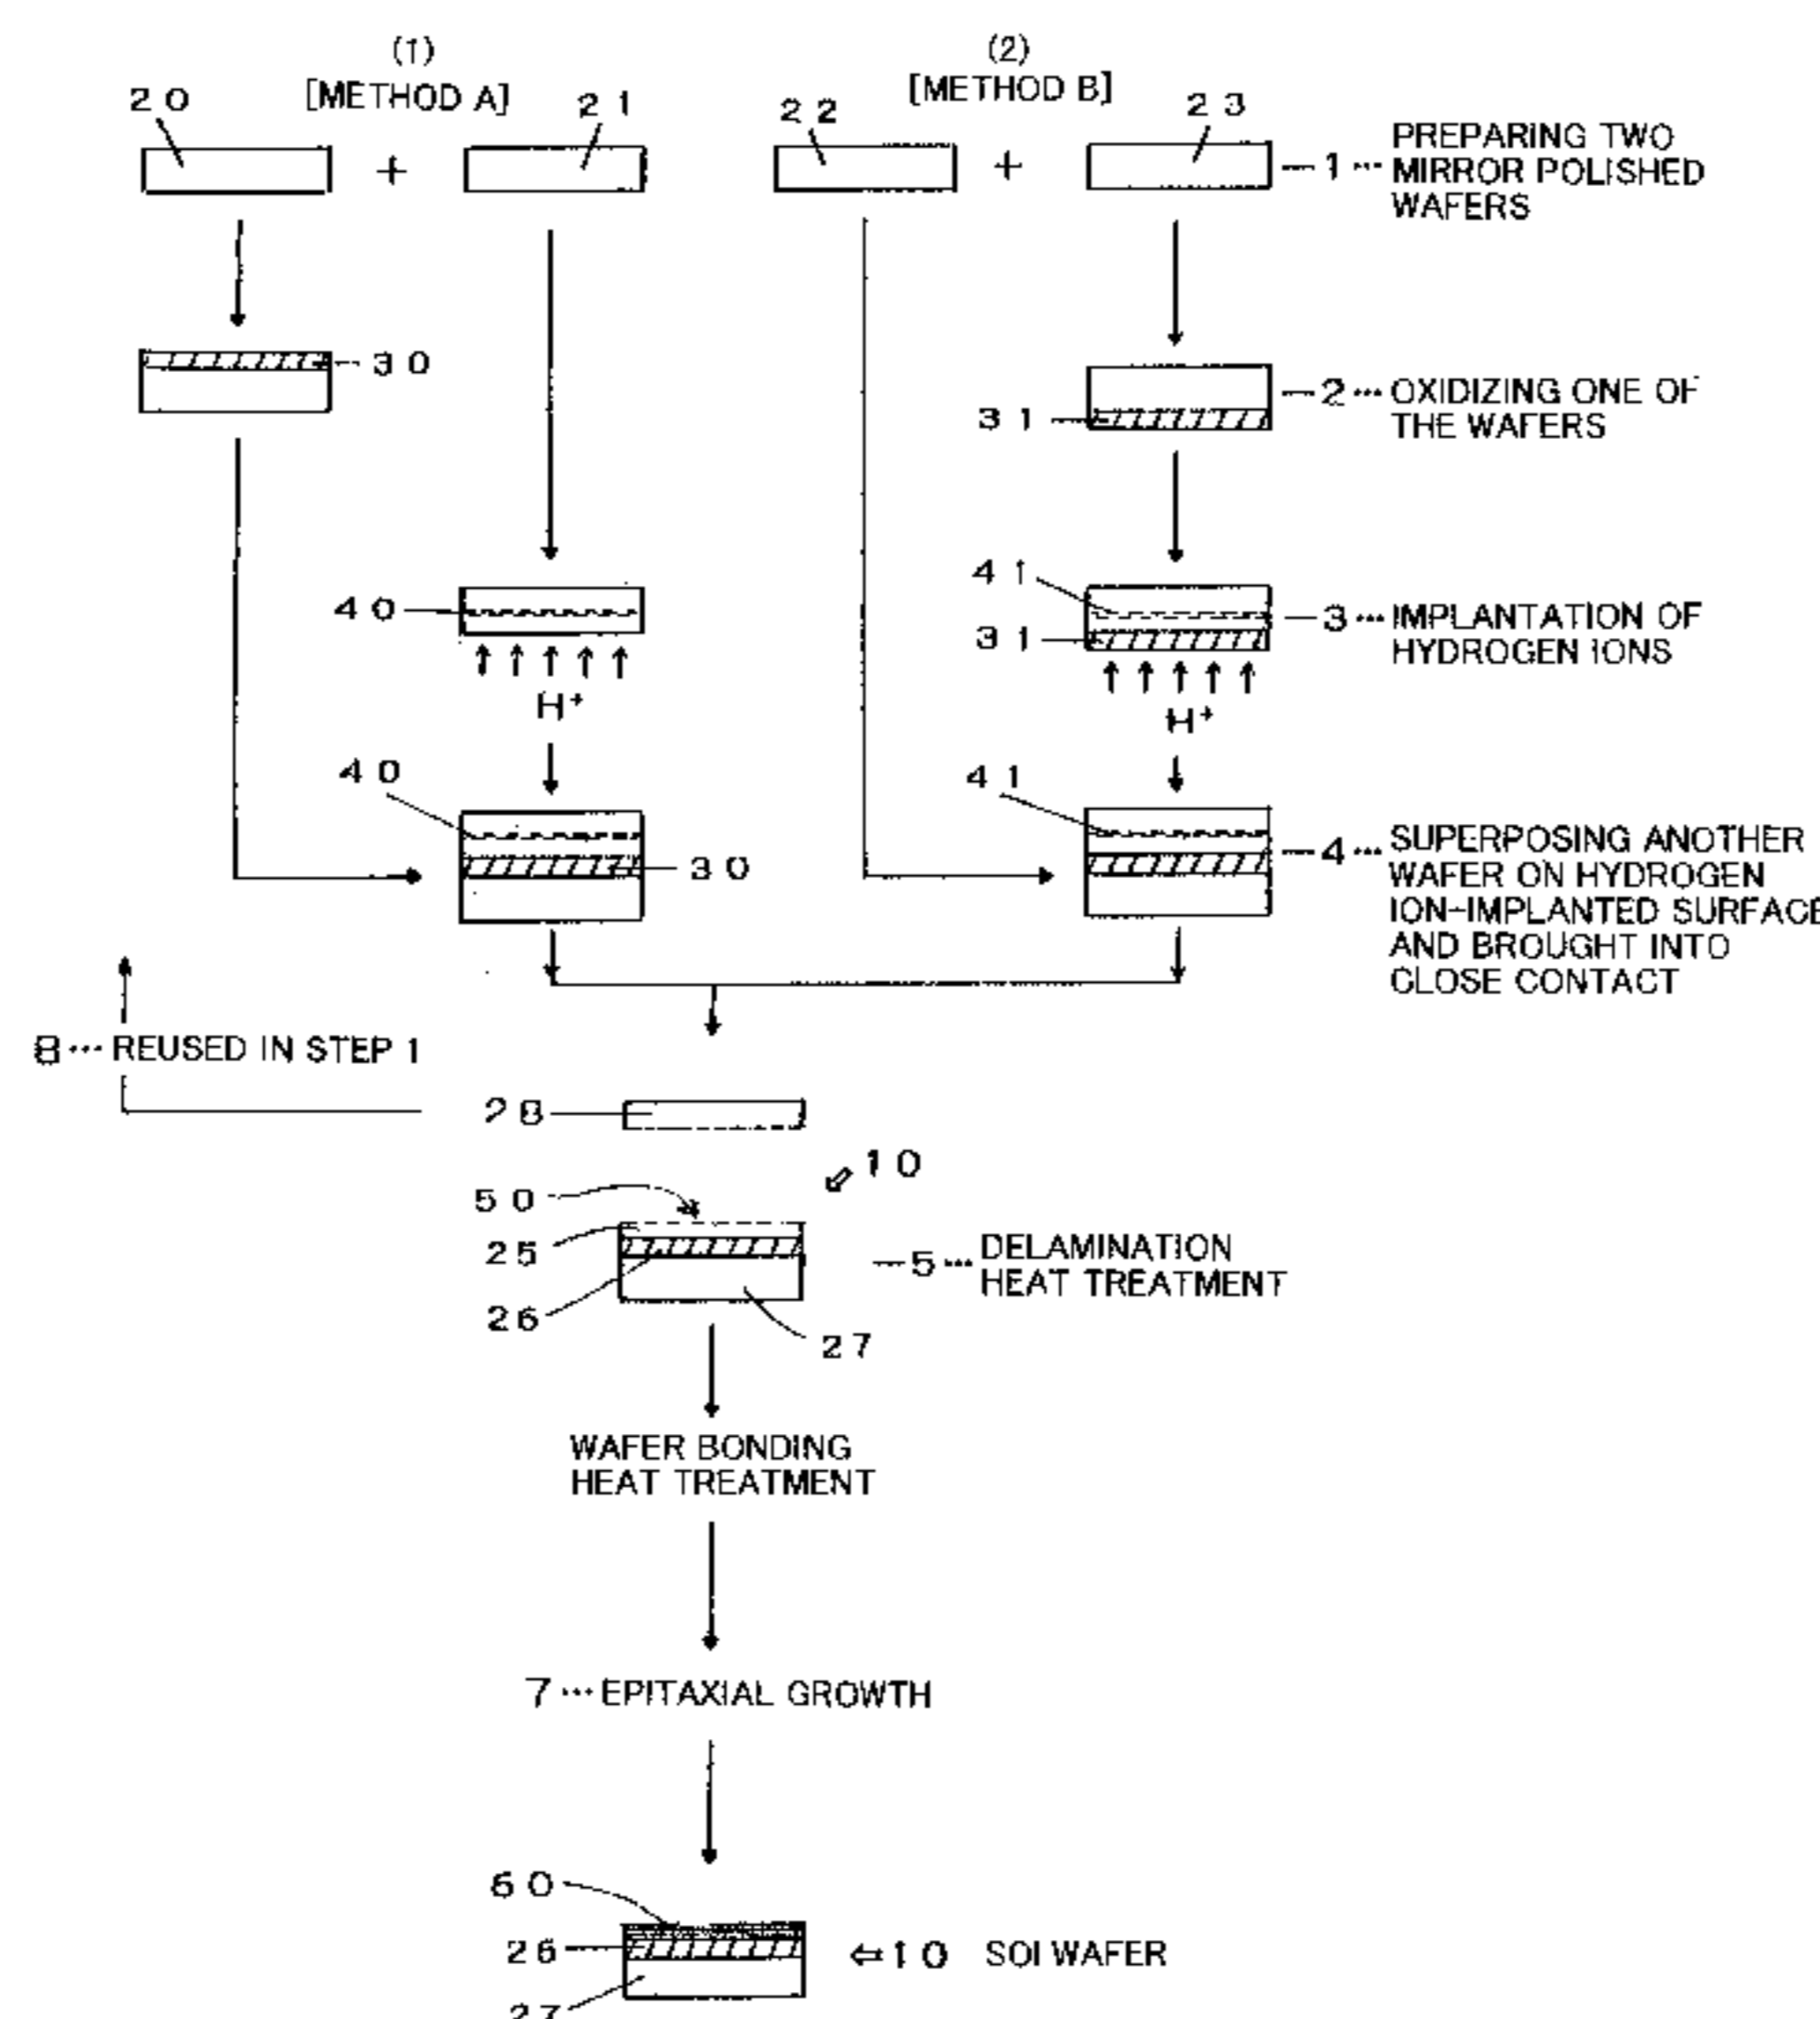 (1)
[METHOD A]
(2)
[METHOD B]
20
21
22
23
1 … PREPARING TWO
MIRROR POLISHED
WAFERS
30
31
2 … OXIDIZING ONE OF
THE WAFERS
40
41
31
3 … IMPLANTATION OF
HYDROGEN IONS
H+
H+
40
30
41
4 … SUPERPOSING ANOTHER
WAFER ON HYDROGEN
ION-IMPLANTED SURFACE
AND BROUGHT INTO
CLOSE CONTACT
8 … REUSED IN STEP 1
28
10
50
25
26
27
5 … DELAMINATION
HEAT TREATMENT
WAFER BONDING
HEAT TREATMENT
7 … EPITAXIAL GROWTH
60
26
27
10 SOI WAFER